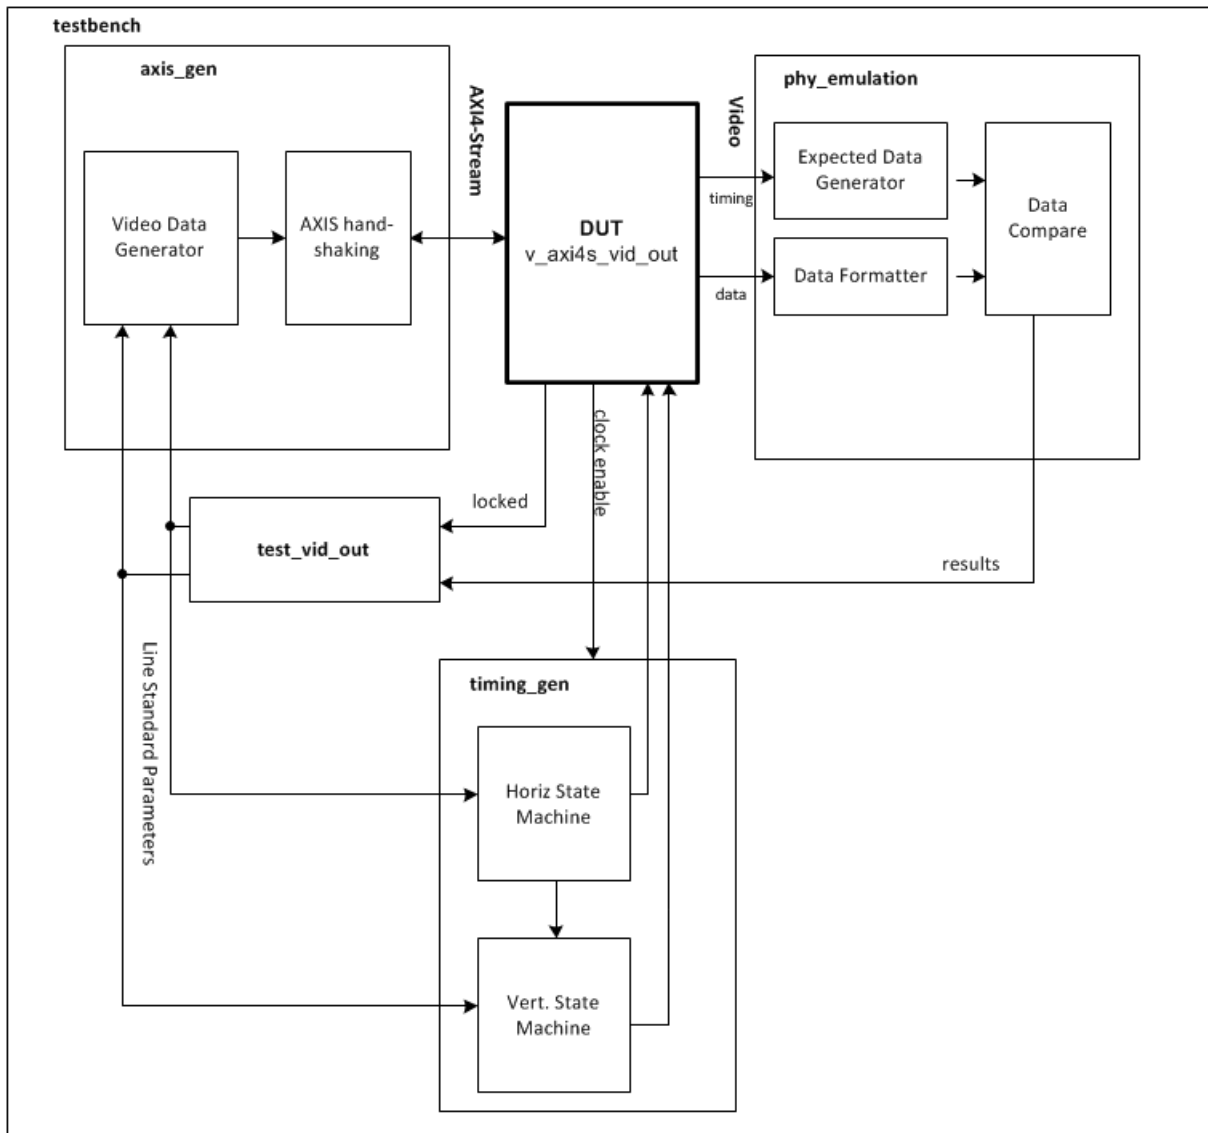 testbench
axis_gen
Video Data
Generator
AXIS hand-
shaking
AXI4-Stream
DUT
v_axi4s_vid_out
Video
timing
data
phy_emulation
Expected Data
Generator
Data Formatter
Data
Compare
locked
clock enable
test_vid_out
results
Line Standard Parameters
timing_gen
Horiz State
Machine
Vert. State
Machine